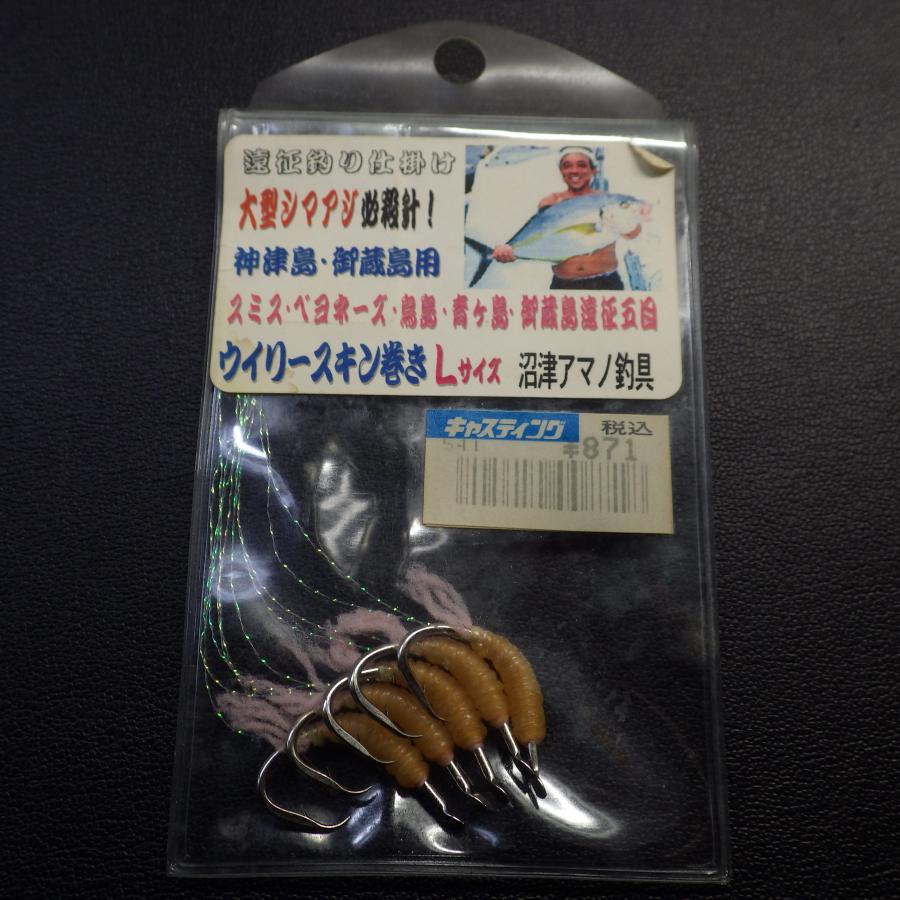 遠征釣り仕掛け
大型シマアジ必殺針！
神津島・御蔵島用
スミス・ベヨネーズ・鳥島・青ヶ島・御蔵島遠征五目
ウイリースキン巻き Lサイズ 沼津アマノ釣具
キャスティング 税込
541 ¥871